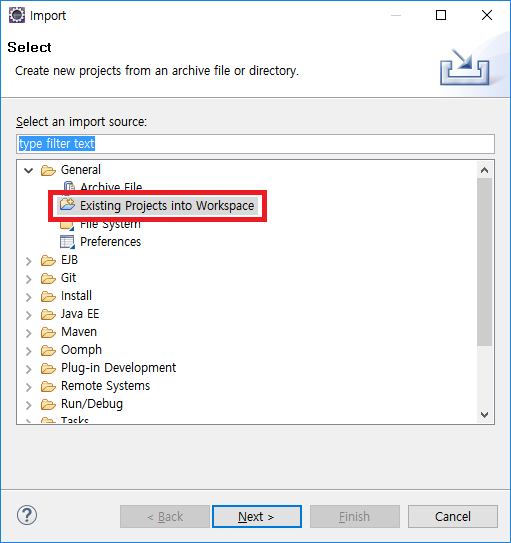 Import
Select
Create new projects from an archive file or directory.
Select an import source:
type filter text
General
Archive File
Existing Projects into Workspace
File System
Preferences
EJB
Git
Install
Java EE
Maven
Oomph
Plug-in Development
Remote Systems
Run/Debug
Tasks
?
< Back
Next >
Finish
Cancel